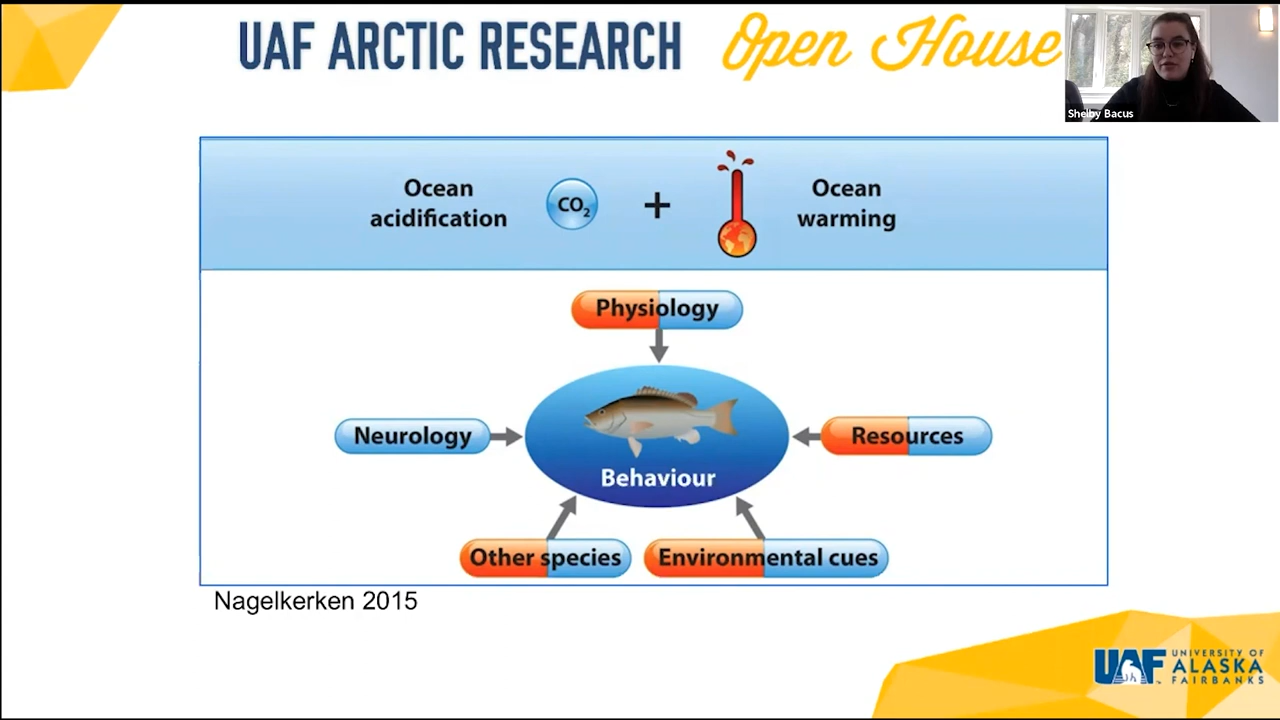 UAF ARCTIC RESEARCH Open House
Shelby Bacus
Ocean
acidification
CO₂
+
Ocean
warming
Physiology
Neurology
Resources
Behaviour
Other species
Environmental cues
Nagelkerken 2015
UAF
UNIVERSITY OF
ALASKA
FAIRBANKS